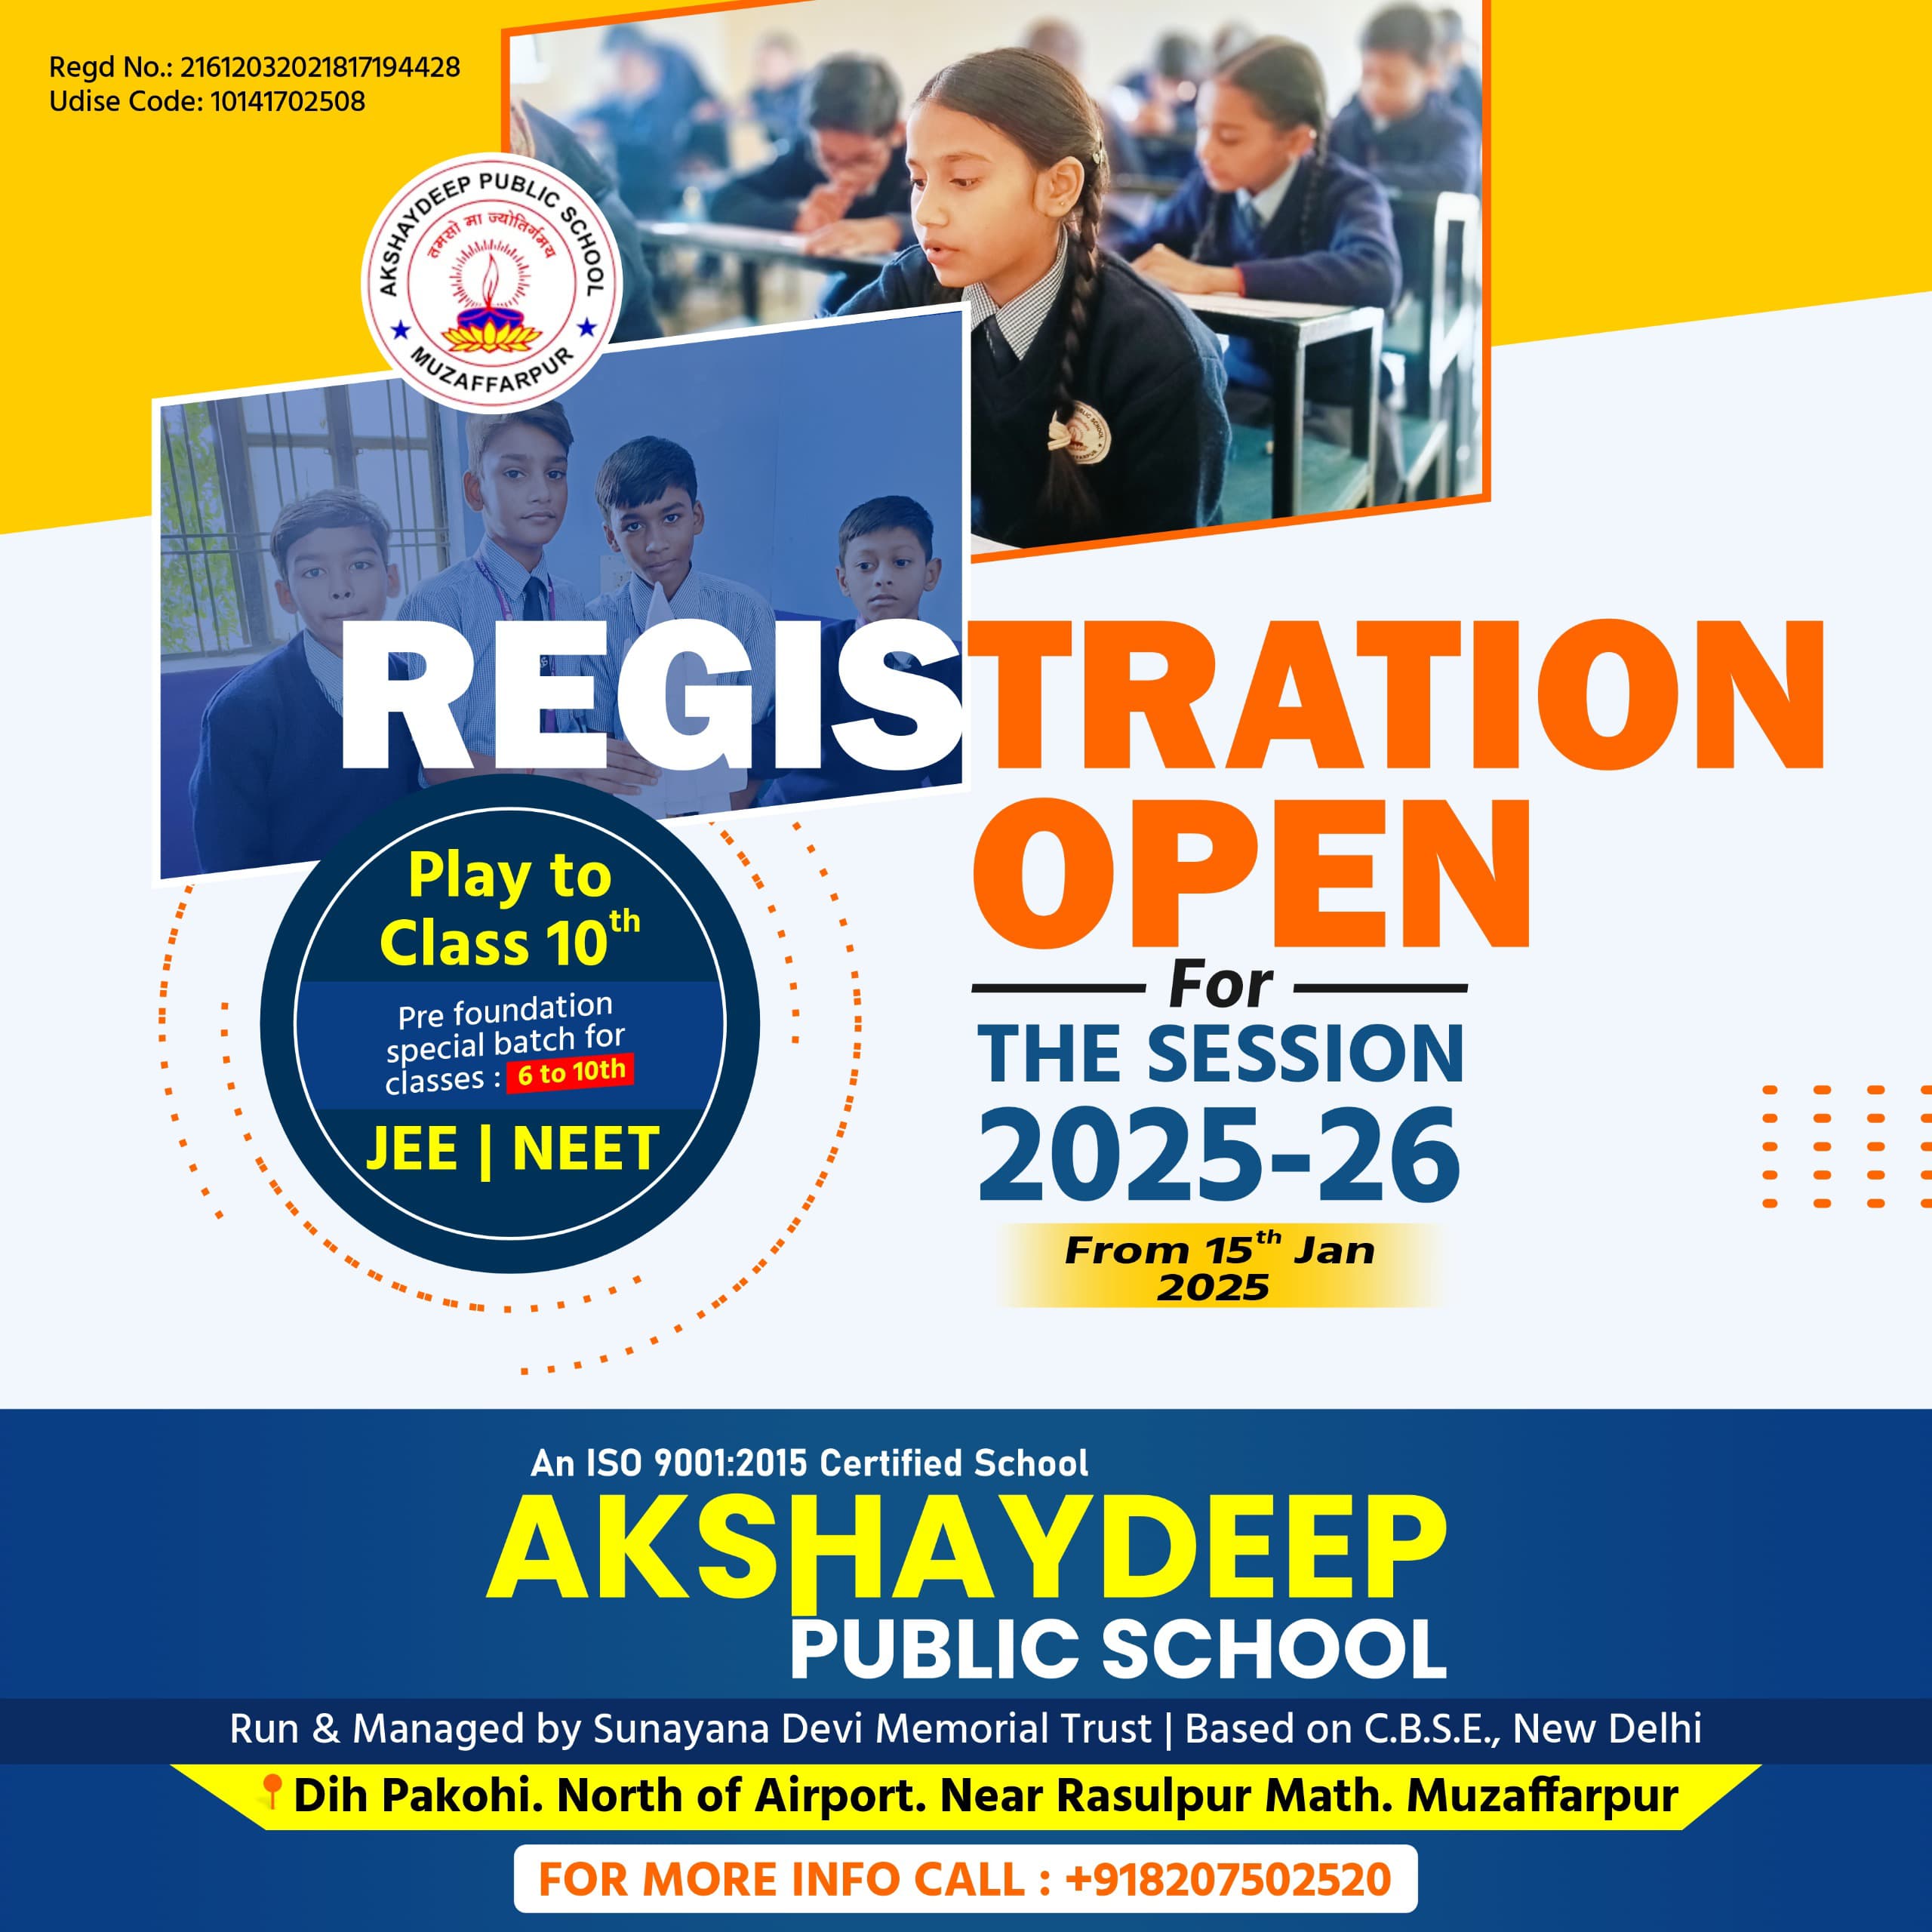 Regd No.: 21612032021817194428
Udise Code: 10141702508
AKSHAYDEEP PUBLIC SCHOOL
तमसो मा ज्योतिर्गमय
MUZAFFARPUR
REGISTRATION
OPEN
For
THE SESSION
2025-26
From 15th Jan
2025
Play to
Class 10th
Pre foundation
special batch for
classes : 6 to 10th
JEE | NEET
An ISO 9001:2015 Certified School
AKSHAYDEEP
PUBLIC SCHOOL
Run & Managed by Sunayana Devi Memorial Trust | Based on C.B.S.E., New Delhi
Dih Pakohi. North of Airport. Near Rasulpur Math. Muzaffarpur
FOR MORE INFO CALL : +918207502520